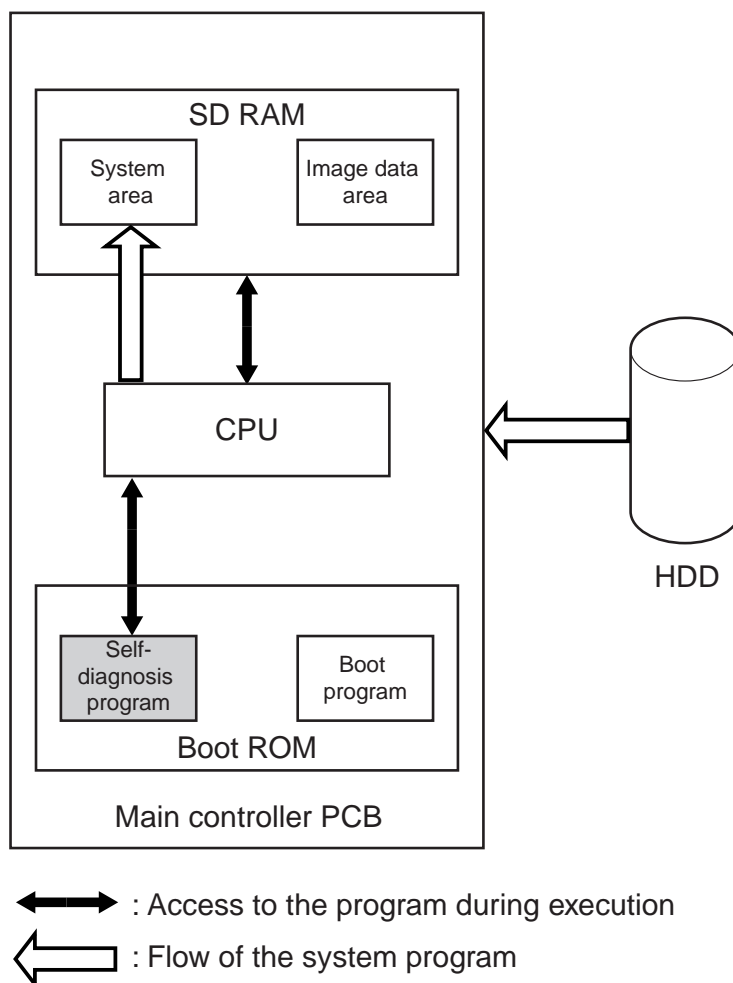 SD RAM
System
area
Image data
area
CPU
HDD
Self-
diagnosis
program
Boot
program
Boot ROM
Main controller PCB
: Access to the program during execution
: Flow of the system program